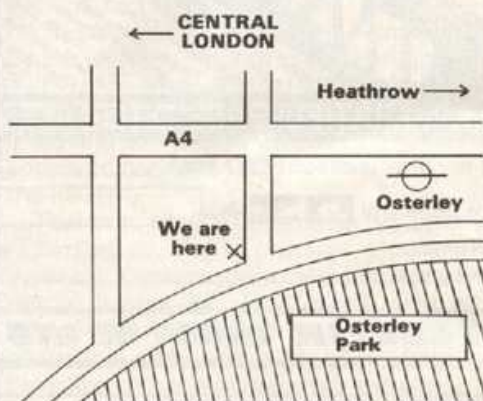 CENTRAL
LONDON
Heathrow
A4
Osterley
We are
here
Osterley
Park